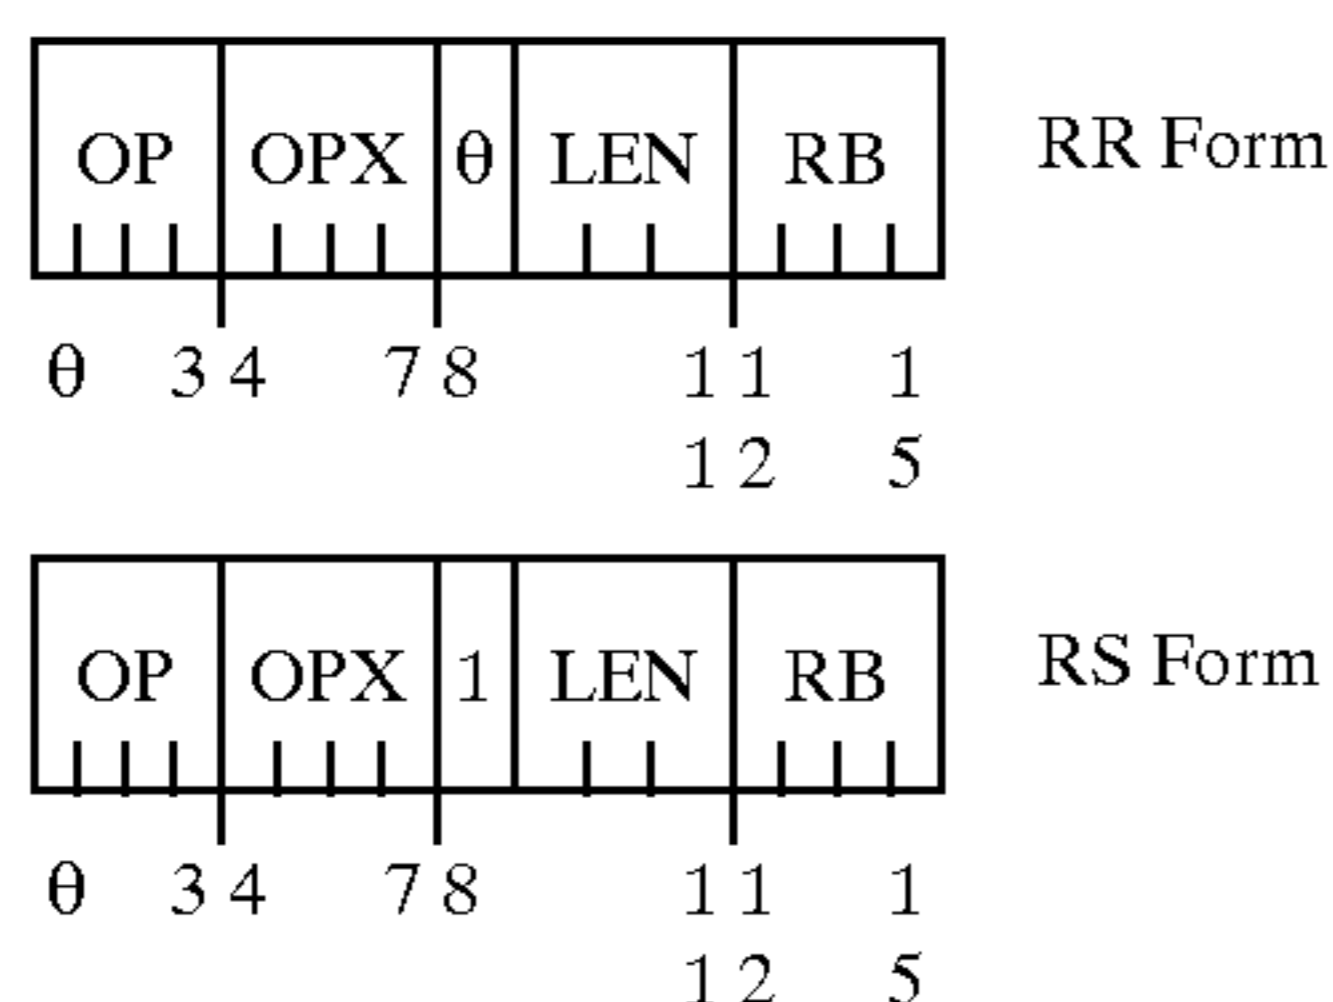 OP OPX θ LEN RB RR Form
θ 3 4 7 8 1 1 1
1 2 5
OP OPX 1 LEN RB RS Form
θ 3 4 7 8 1 1 1
1 2 5